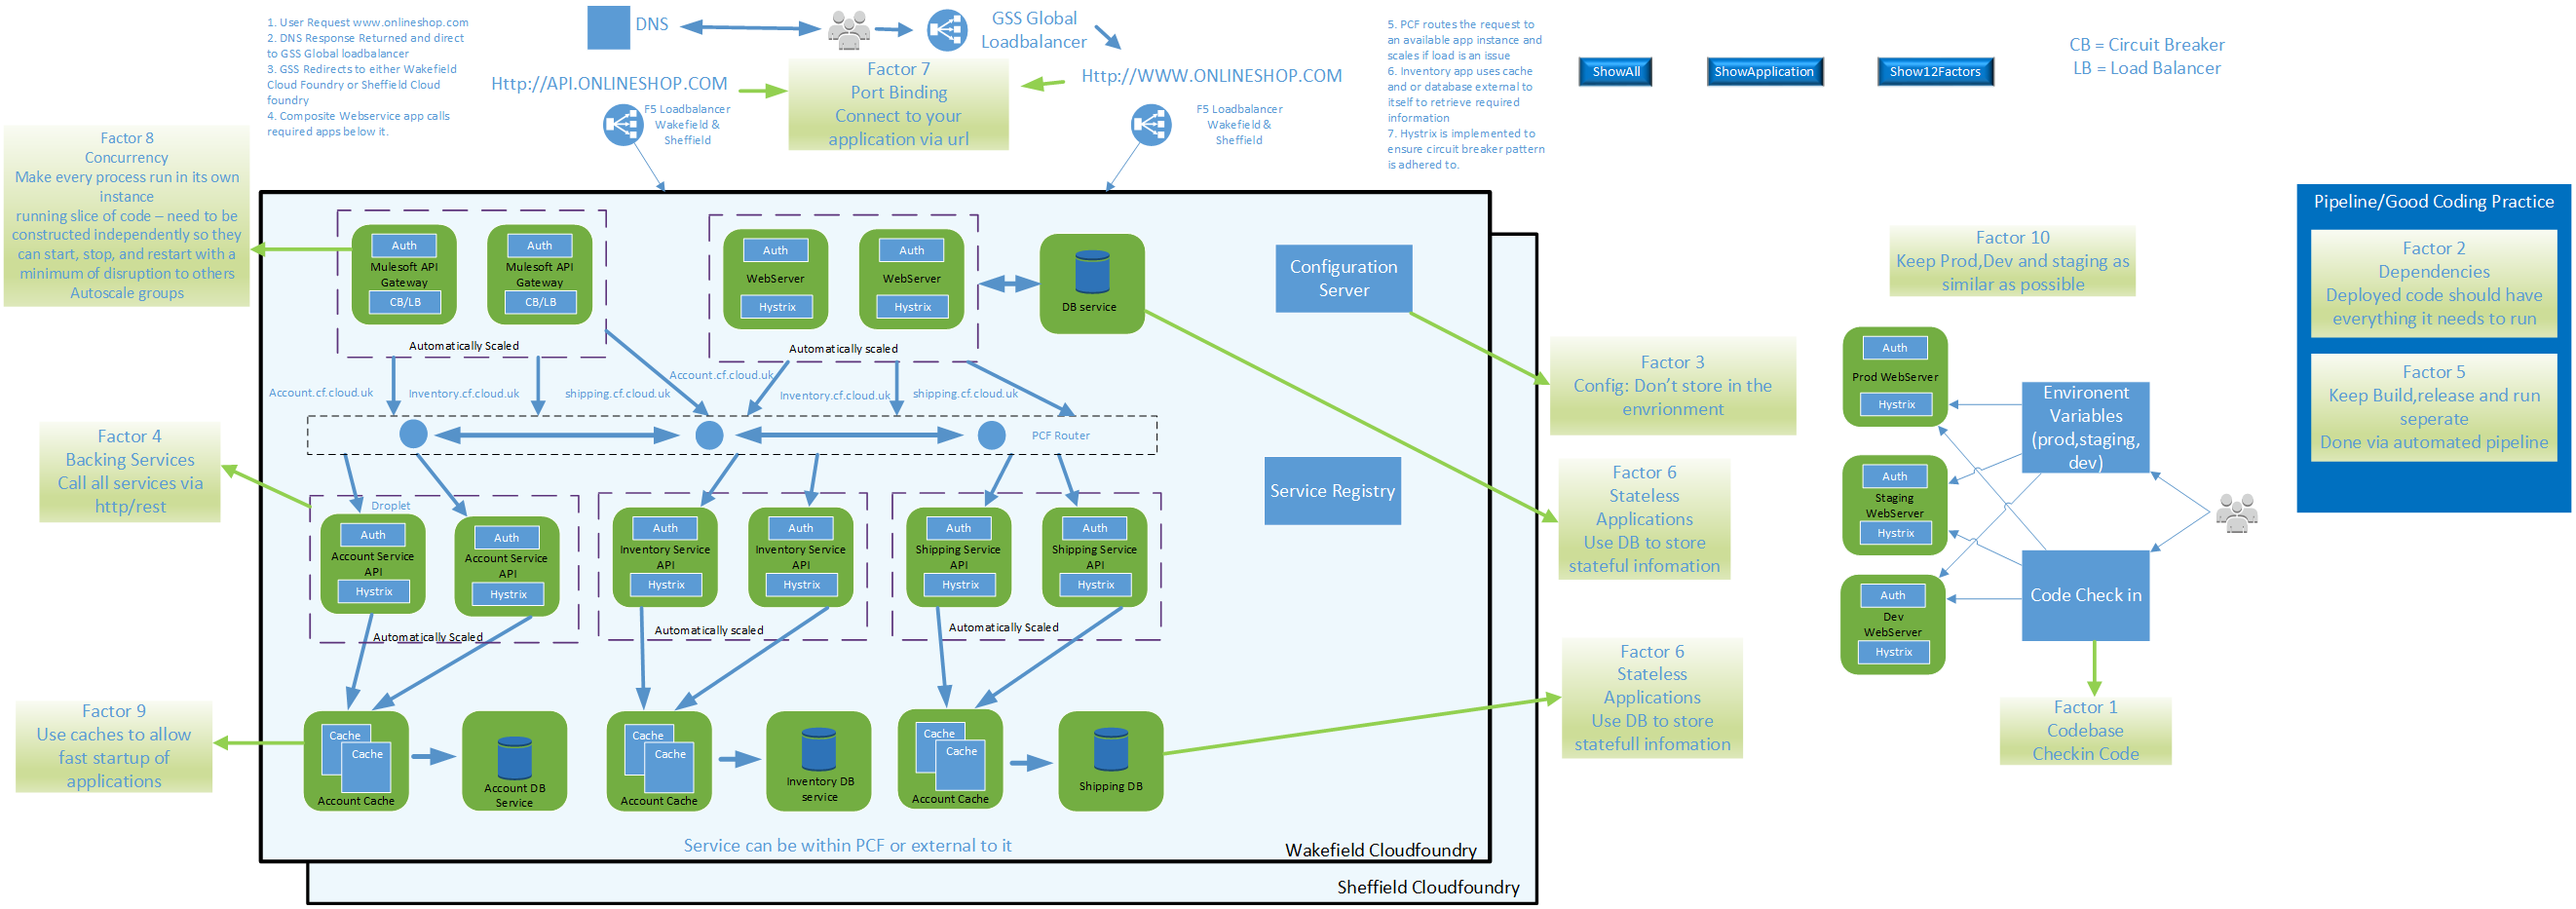 1. User Request www.onlineshop.com
2. DNS Response Returned and direct
to GSS Global loadbalancer
3. GSS Redirects to either Wakefield
Cloud Foundry or Sheffield Cloud
foundry
4. Composite Webservice app calls
required apps below it.
DNS
GSS Global
Loadbalancer
Http://API.ONLINESHOP.COM
F5 Loadbalancer
Wakefield &
Sheffield
Factor 7
Port Binding
Connect to your
application via url
Http://WWW.ONLINESHOP.COM
F5 Loadbalancer
Wakefield &
Sheffield
5. PCF routes the request to
an available app instance and
scales if load is an issue
6. Inventory app uses cache
and or database external to
itself to retrieve required
information
7. Hystrix is implemented to
ensure circuit breaker pattern
is adhered to.
ShowAll
ShowApplication
Show12Factors
CB = Circuit Breaker
LB = Load Balancer
Factor 8
Concurrency
Make every process run in its own
instance
running slice of code – need to be
constructed independently so they
can start, stop, and restart with a
minimum of disruption to others
Autoscale groups
Auth
Mulesoft API
Gateway
CB/LB
Auth
Mulesoft API
Gateway
CB/LB
Automatically Scaled
Auth
WebServer
Hystrix
Auth
WebServer
Hystrix
Automatically scaled
DB service
Configuration
Server
Account.cf.cloud.uk
Inventory.cf.cloud.uk
shipping.cf.cloud.uk
Account.cf.cloud.uk
Inventory.cf.cloud.uk
shipping.cf.cloud.uk
PCF Router
Service Registry
Factor 4
Backing Services
Call all services via
http/rest
Droplet
Auth
Account Service
API
Hystrix
Auth
Account Service
API
Hystrix
Automatically Scaled
Auth
Inventory Service
API
Hystrix
Auth
Inventory Service
API
Hystrix
Automatically scaled
Auth
Shipping Service
API
Hystrix
Auth
Shipping Service
API
Hystrix
Automatically Scaled
Factor 9
Use caches to allow
fast startup of
applications
Cache
Cache
Account Cache
Account DB
Service
Cache
Cache
Account Cache
Inventory DB
service
Cache
Cache
Account Cache
Shipping DB
Service can be within PCF or external to it
Wakefield Cloudfoundry
Sheffield Cloudfoundry
Factor 3
Config: Don’t store in the
envrionment
Factor 6
Stateless
Applications
Use DB to store
stateful infomation
Factor 6
Stateless
Applications
Use DB to store
statefull infomation
Factor 10
Keep Prod,Dev and staging as
similar as possible
Auth
Prod WebServer
Hystrix
Auth
Staging
WebServer
Hystrix
Auth
Dev
WebServer
Hystrix
Environent
Variables
(prod,staging,
dev)
Code Check in
Factor 1
Codebase
Checkin Code
Pipeline/Good Coding Practice
Factor 2
Dependencies
Deployed code should have
everything it needs to run
Factor 5
Keep Build,release and run
seperate
Done via automated pipeline